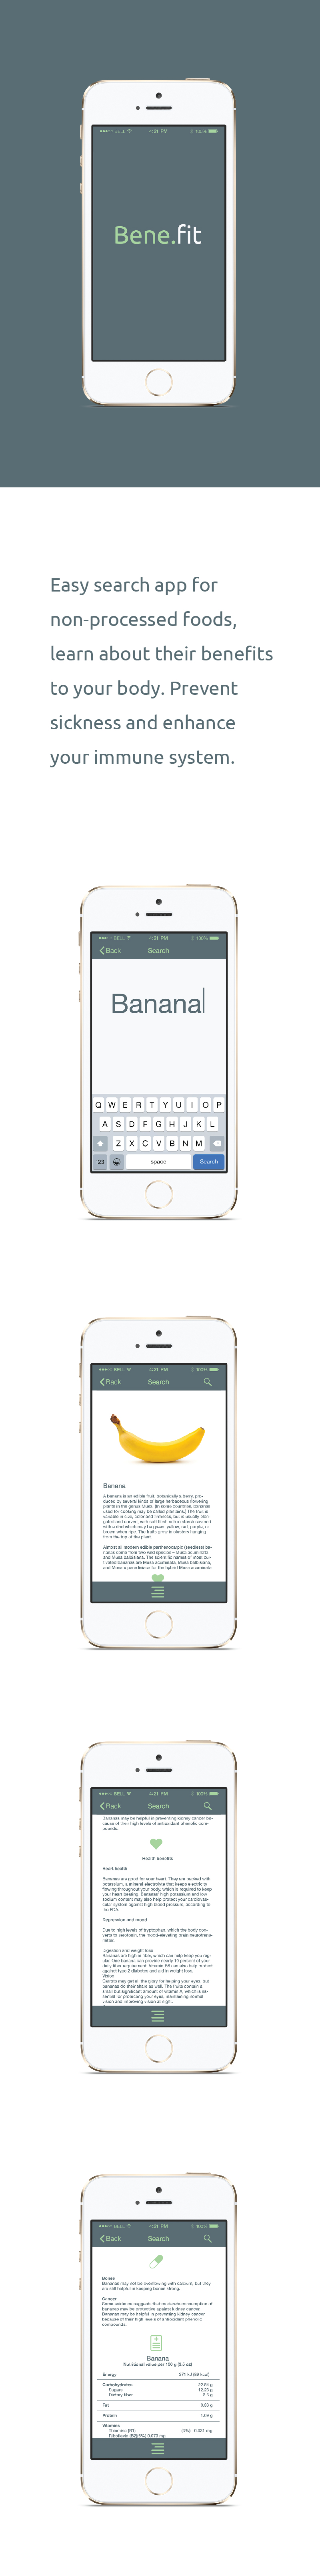 BELL 4:21 PM 100%
Bene.fit
Easy search app for
non-processed foods,
learn about their benefits
to your body. Prevent
sickness and enhance
your immune system.
BELL 4:21 PM 100%
Back Search
Banana
Q W E R T Y U I O P
A S D F G H J K L
Z X C V B N M
123 space Search
BELL 4:21 PM 100%
Back Search
Banana
A banana is an edible fruit, botanically a berry, pro-
duced by several kinds of large herbaceous flowering
plants in the genus Musa. (In some countries, bananas
used for cooking may be called plantains.) The fruit is
variable in size, color and firmness, but is usually elon-
gated and curved, with soft flesh rich in starch covered
with a rind which may be green, yellow, red, purple, or
brown when ripe. The fruits grow in clusters hanging
from the top of the plant.
Almost all modern edible parthenocarpic (seedless) ba-
nanas come from two wild species – Musa acuminata
and Musa balbisiana. The scientific names of most cul-
tivated bananas are Musa acuminata, Musa balbisiana,
and Musa × paradisiaca for the hybrid Musa acuminata
BELL 4:21 PM 100%
Back Search
Bananas may be helpful in preventing kidney cancer be-
cause of their high levels of antioxidant phenolic com-
pounds.
Health benefits
Heart health
Bananas are good for your heart. They are packed with
potassium, a mineral electrolyte that keeps electricity
flowing throughout your body, which is required to keep
your heart beating. Bananas' high potassium and low
sodium content may also help protect your cardiovas-
cular system against high blood pressure, according to
the FDA.
Depression and mood
Due to high levels of tryptophan, which the body con-
verts to serotonin, the mood-elevating brain neurotrans-
mitter.
Digestion and weight loss
Bananas are high in fiber, which can help keep you reg-
ular. One banana can provide nearly 10 percent of your
daily fiber requirement. Vitamin B6 can also help protect
against type 2 diabetes and aid in weight loss.
Vision
Carrots may get all the glory for helping your eyes, but
bananas do their share as well. The fruits contain a
small but significant amount of vitamin A, which is es-
sential for protecting your eyes, maintaining normal
vision and improving vision at night.
BELL 4:21 PM 100%
Back Search
Bones
Bananas may not be overflowing with calcium, but they
are still helpful in keeping bones strong.
Cancer
Some evidence suggests that moderate consumption of
bananas may be protective against kidney cancer.
Bananas may be helpful in preventing kidney cancer
because of their high levels of antioxidant phenolic
compounds.
Banana
Nutritional value per 100 g (3.5 oz)
Energy 371 kJ (89 kcal)
Carbohydrates 22.84 g
Sugars 12.23 g
Dietary fiber 2.6 g
Fat 0.33 g
Protein 1.09 g
Vitamins
Thiamine (B1) (3%) 0.031 mg
Riboflavin (B2)(6%) 0.073 mg